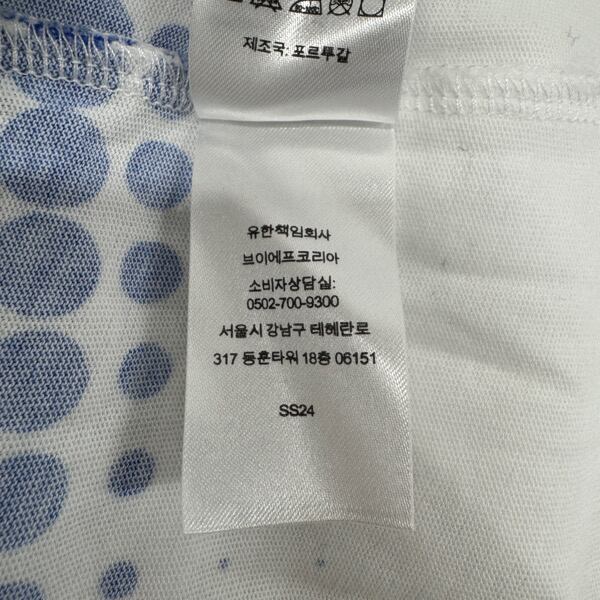 제조국: 포르투갈
유한책임회사
브이에프코리아
소비자상담실:
0502-700-9300
서울시 강남구 테헤란로
317 동훈타워 18층 06151
SS24